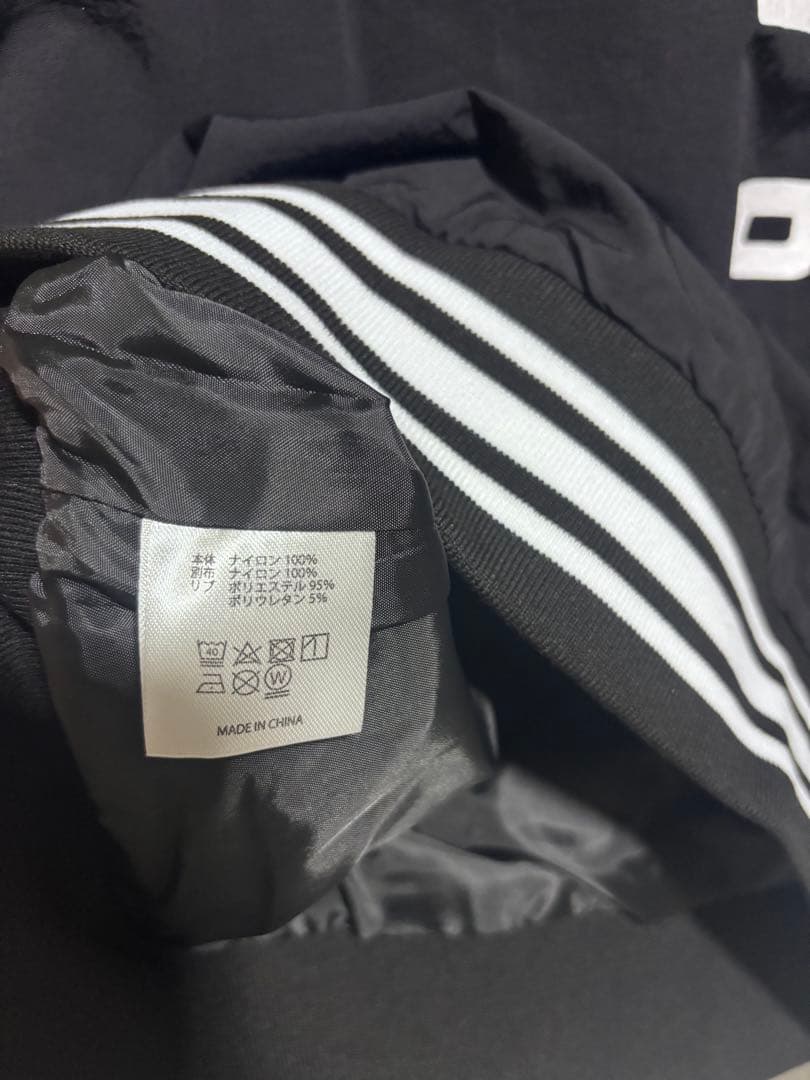 本体 ナイロン 100%
別布 ナイロン 100%
リブ ポリエステル 95%
ポリウレタン 5%
40
W
MADE IN CHINA